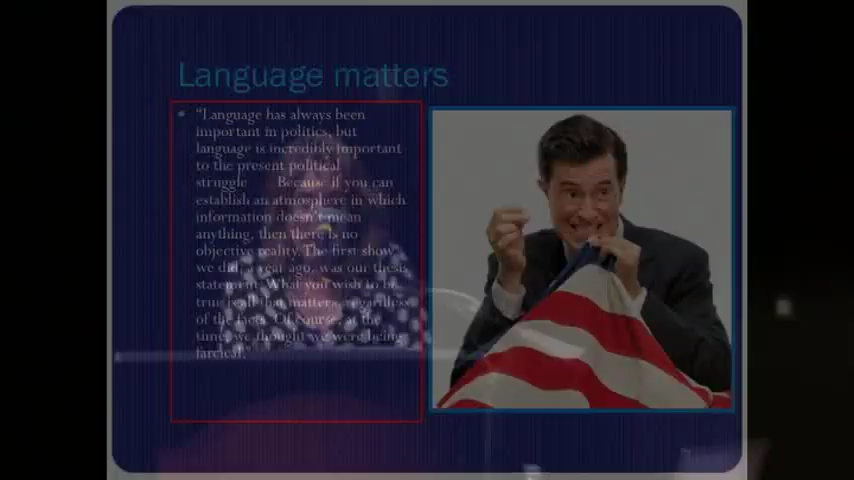 Language matters
“Language has always been
important in politics, but
language is incredibly important
to the present political
struggle Because if you can
establish an atmosphere in which
information doesn't mean
anything, then there is no
objective reality. The first show
we did, a year ago, was our thesis
statement. What you wish to be
true is all that matters, regardless
of the facts. Of course, at the
time, we thought we were being
farcical.”